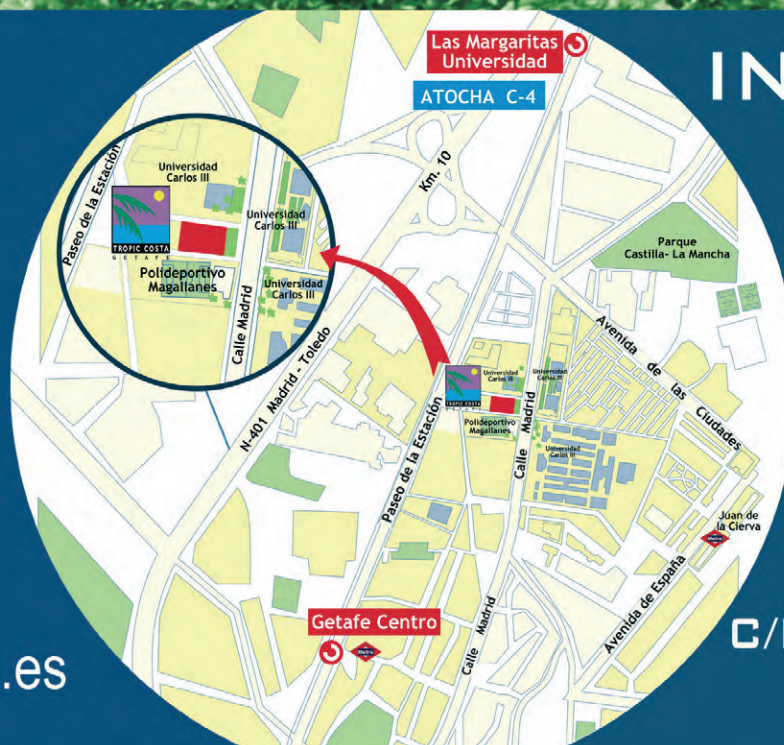 Las Margaritas
Universidad
ATOCHA C-4
IN
Km. 10
Paseo de la Estación
Universidad
Carlos III
TROPIC COSTA
GETAFE
Universidad
Carlos III
Polideportivo
Magallanes
Universidad
Carlos III
Calle Madrid
N-401 Madrid - Toledo
Parque
Castilla- La Mancha
Avenida de las Ciudades
TROPIC COSTA
Universidad
Carlos III
Universidad
Carlos III
Polideportivo
Magallanes
Calle Madrid
Universidad
Carlos III
Paseo de la Estación
Juan de
la Cierva
Metro
Avenida de España
Getafe Centro
Metro
Calle Madrid
C/
.es